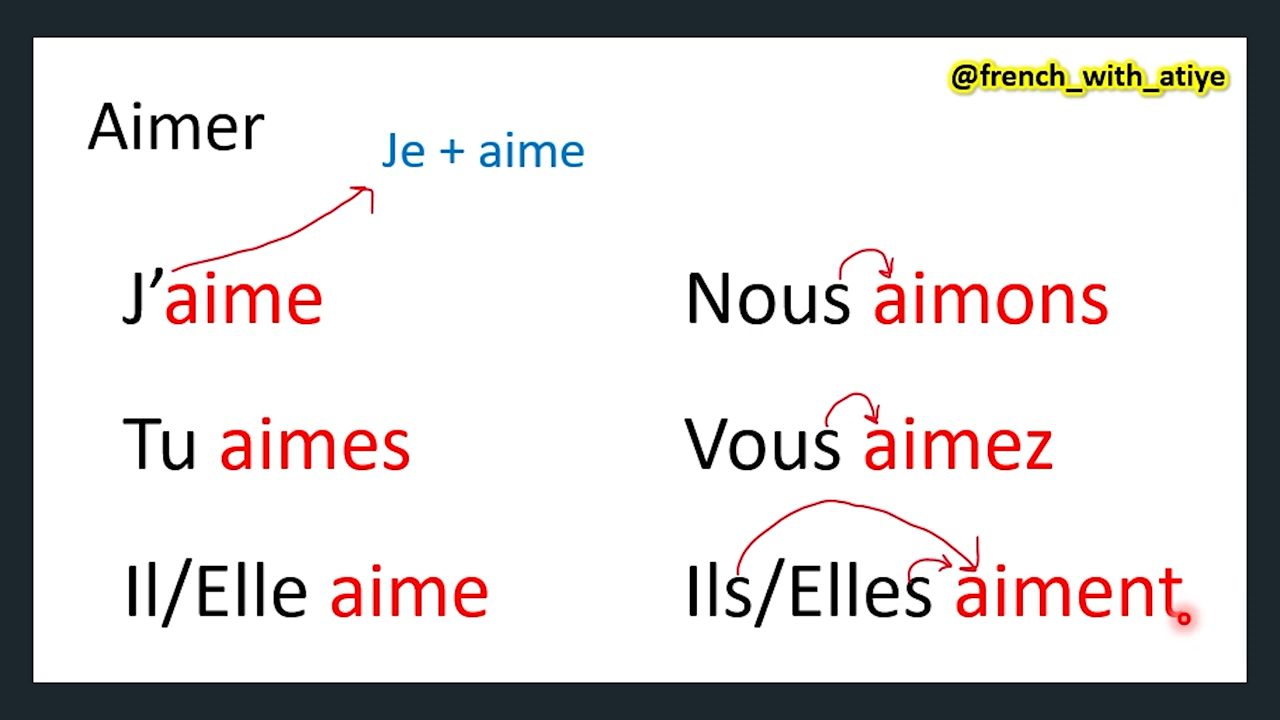 @french_with_atiye
Aimer
Je + aime
J’aime
Tu aimes
Il/Elle aime
Nous aimons
Vous aimez
Ils/Elles aiment